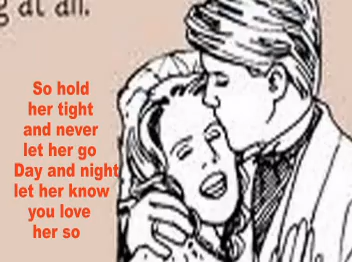 at all.
So hold
her tight
and never
let her go
Day and night
let her know
you love
her so